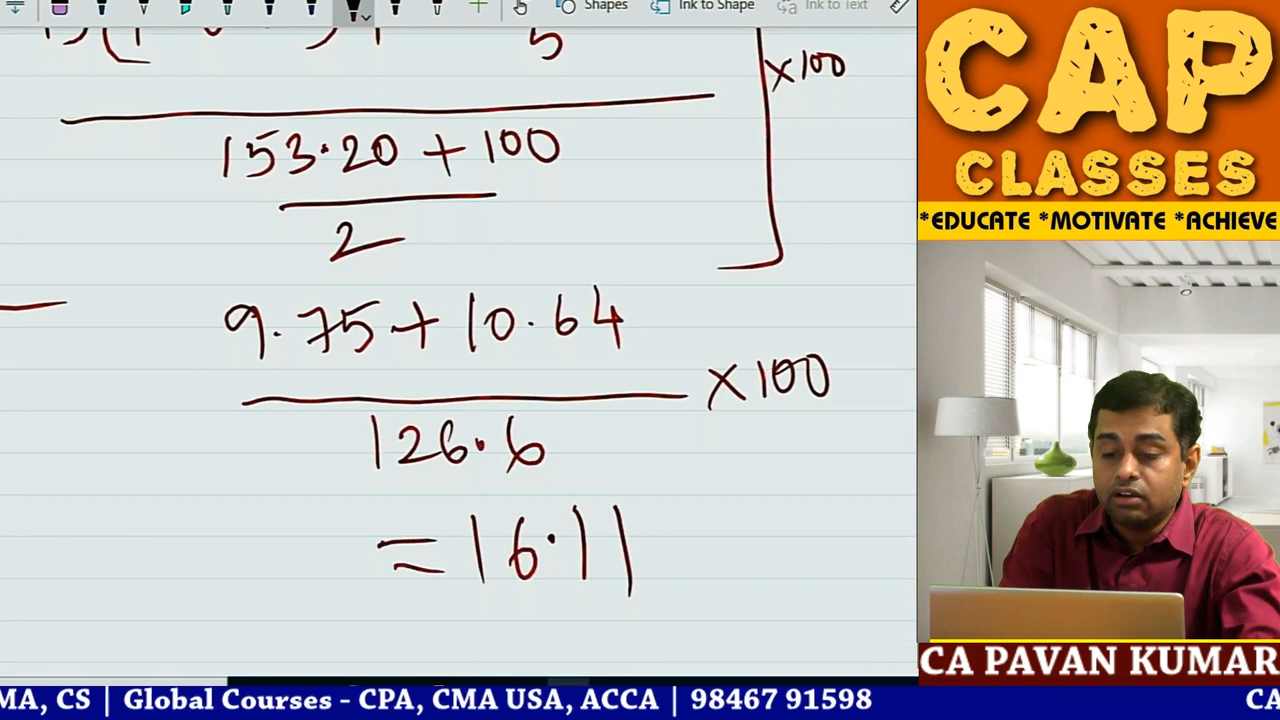 Shapes Ink to Shape Ink to Text
5
×100
153.20 + 100
2
9.75 + 10.64
×100
126.6
= 16.11
CAP
CLASSES
*EDUCATE *MOTIVATE *ACHIEVE
CA PAVAN KUMAR
MA, CS | Global Courses - CPA, CMA USA, ACCA | 98467 91598
CA